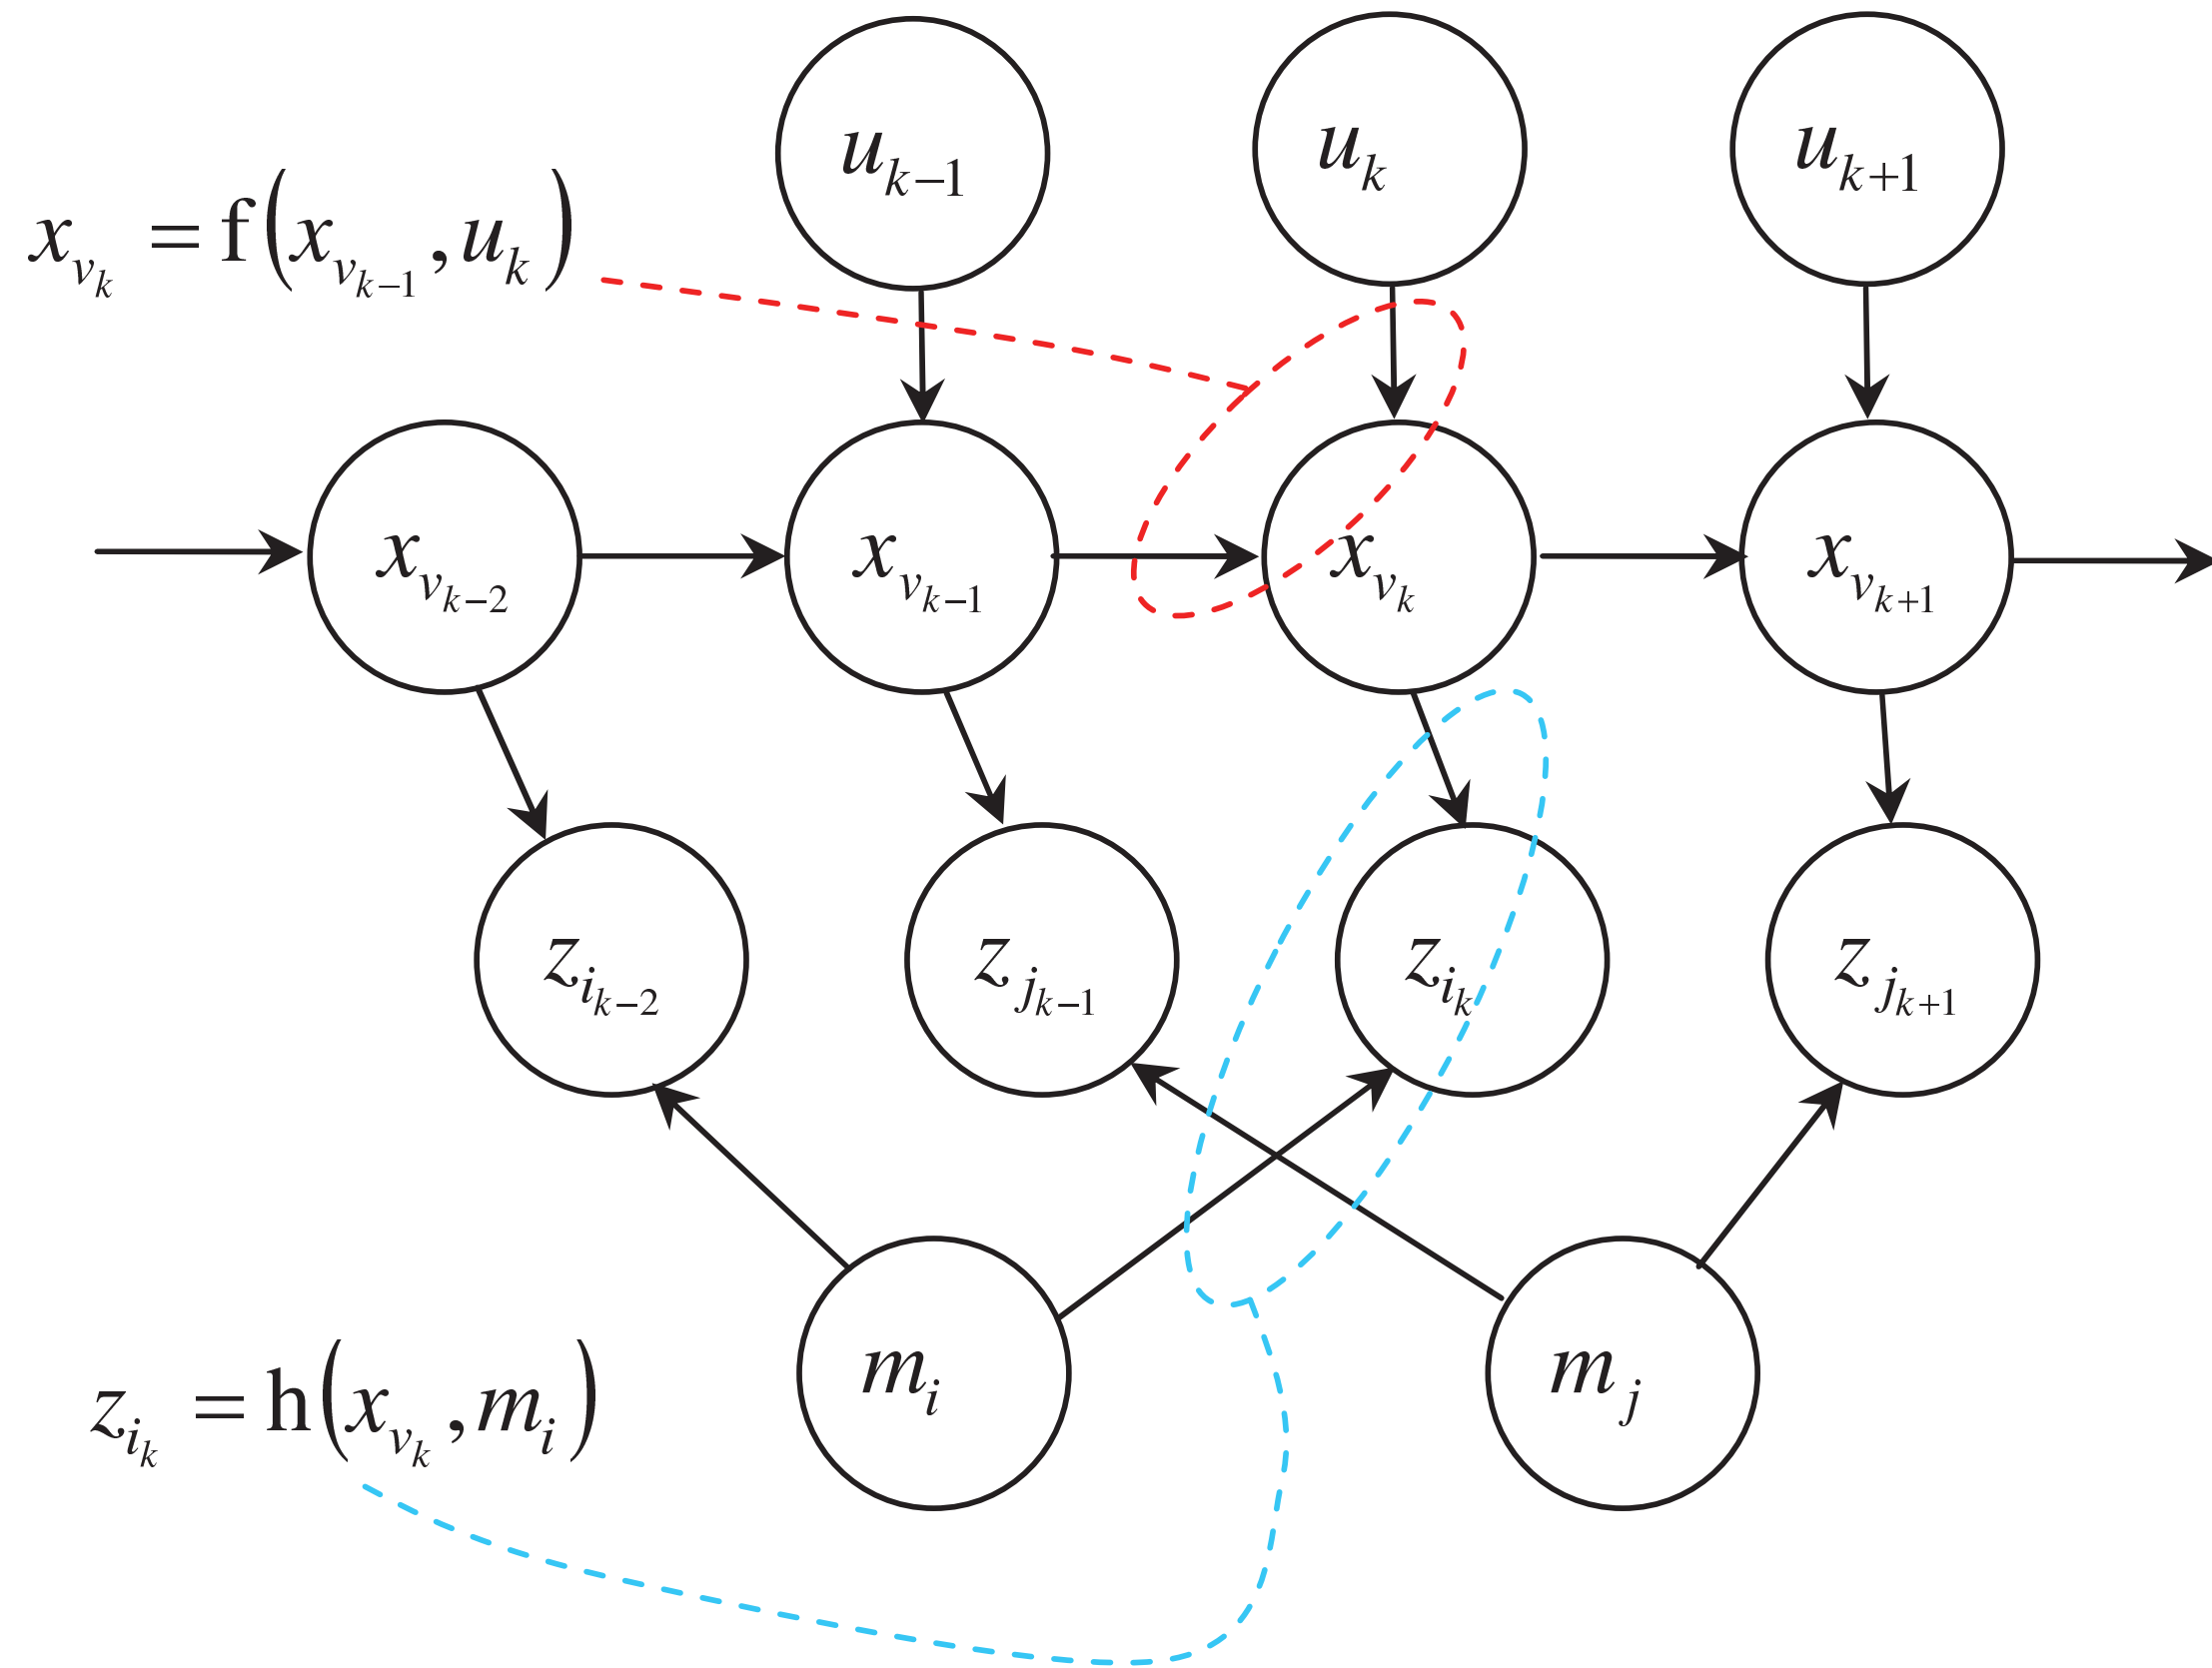 u_{k−1}
u_k
u_{k+1}
x_{v_k} = f(x_{v_{k−1}}, u_k)
x_{v_{k−2}}
x_{v_{k−1}}
x_{v_k}
x_{v_{k+1}}
z_{i_{k−2}}
z_{j_{k−1}}
z_{i_k}
z_{j_{k+1}}
m_i
m_j
z_{i_k} = h(x_{v_k}, m_i)